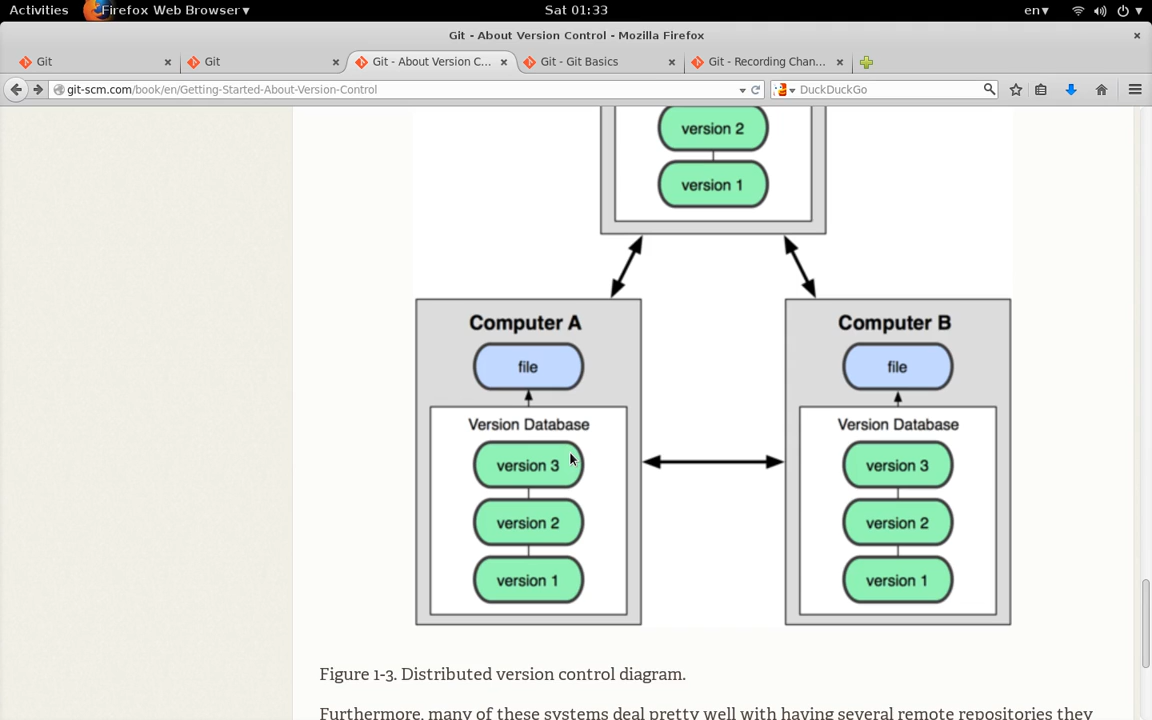 Activities Firefox Web Browser ▾ Sat 01:33 en ▾
Git - About Version Control - Mozilla Firefox
Git Git Git - About Version C... Git - Git Basics Git - Recording Chan...
git-scm.com/book/en/Getting-Started-About-Version-Control DuckDuckGo
version 2
version 1
Computer A Computer B
file file
Version Database Version Database
version 3 version 3
version 2 version 2
version 1 version 1
Figure 1-3. Distributed version control diagram.
Furthermore, many of these systems deal pretty well with having several remote repositories they